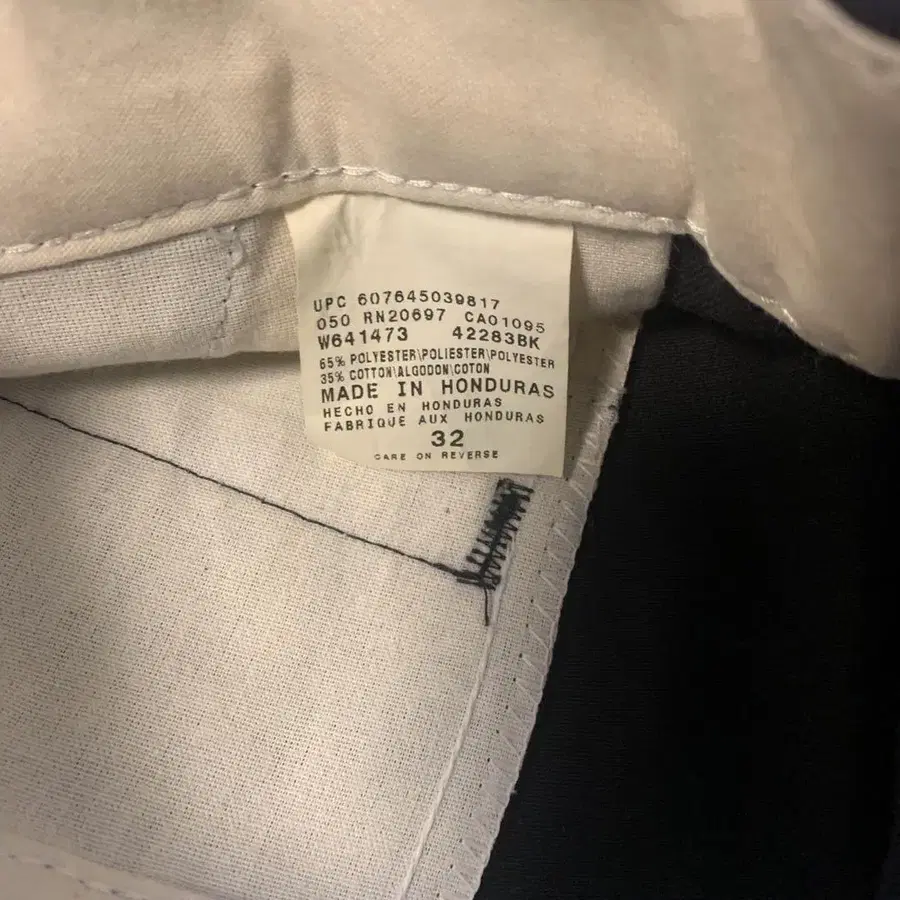 UPC 607645039817
050 RN20697 CA01095
W641473 42283BK
65% POLYESTER\POLIESTER\POLYESTER
35% COTTON\ALGODON\COTON
MADE IN HONDURAS
HECHO EN HONDURAS
FABRIQUE AUX HONDURAS
32
CARE ON REVERSE